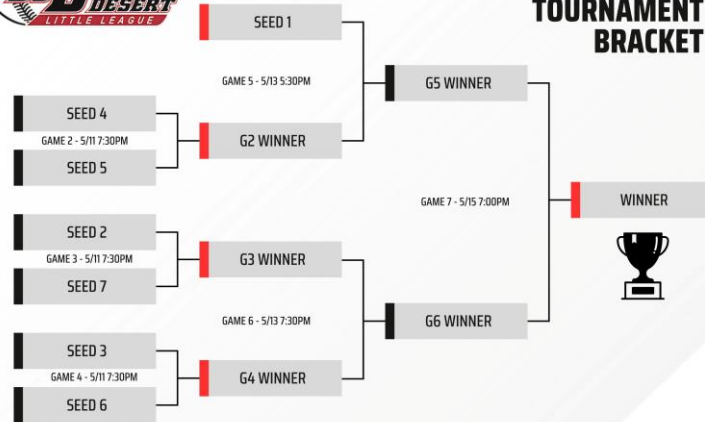 DESERT
LITTLE LEAGUE
TOURNAMENT
BRACKET
SEED 1
GAME 5 - 5/13 5:30PM
G5 WINNER
SEED 4
GAME 2 - 5/11 7:30PM
SEED 5
G2 WINNER
GAME 7 - 5/15 7:00PM
WINNER
SEED 2
GAME 3 - 5/11 7:30PM
SEED 7
G3 WINNER
GAME 6 - 5/13 7:30PM
G6 WINNER
SEED 3
GAME 4 - 5/11 7:30PM
SEED 6
G4 WINNER